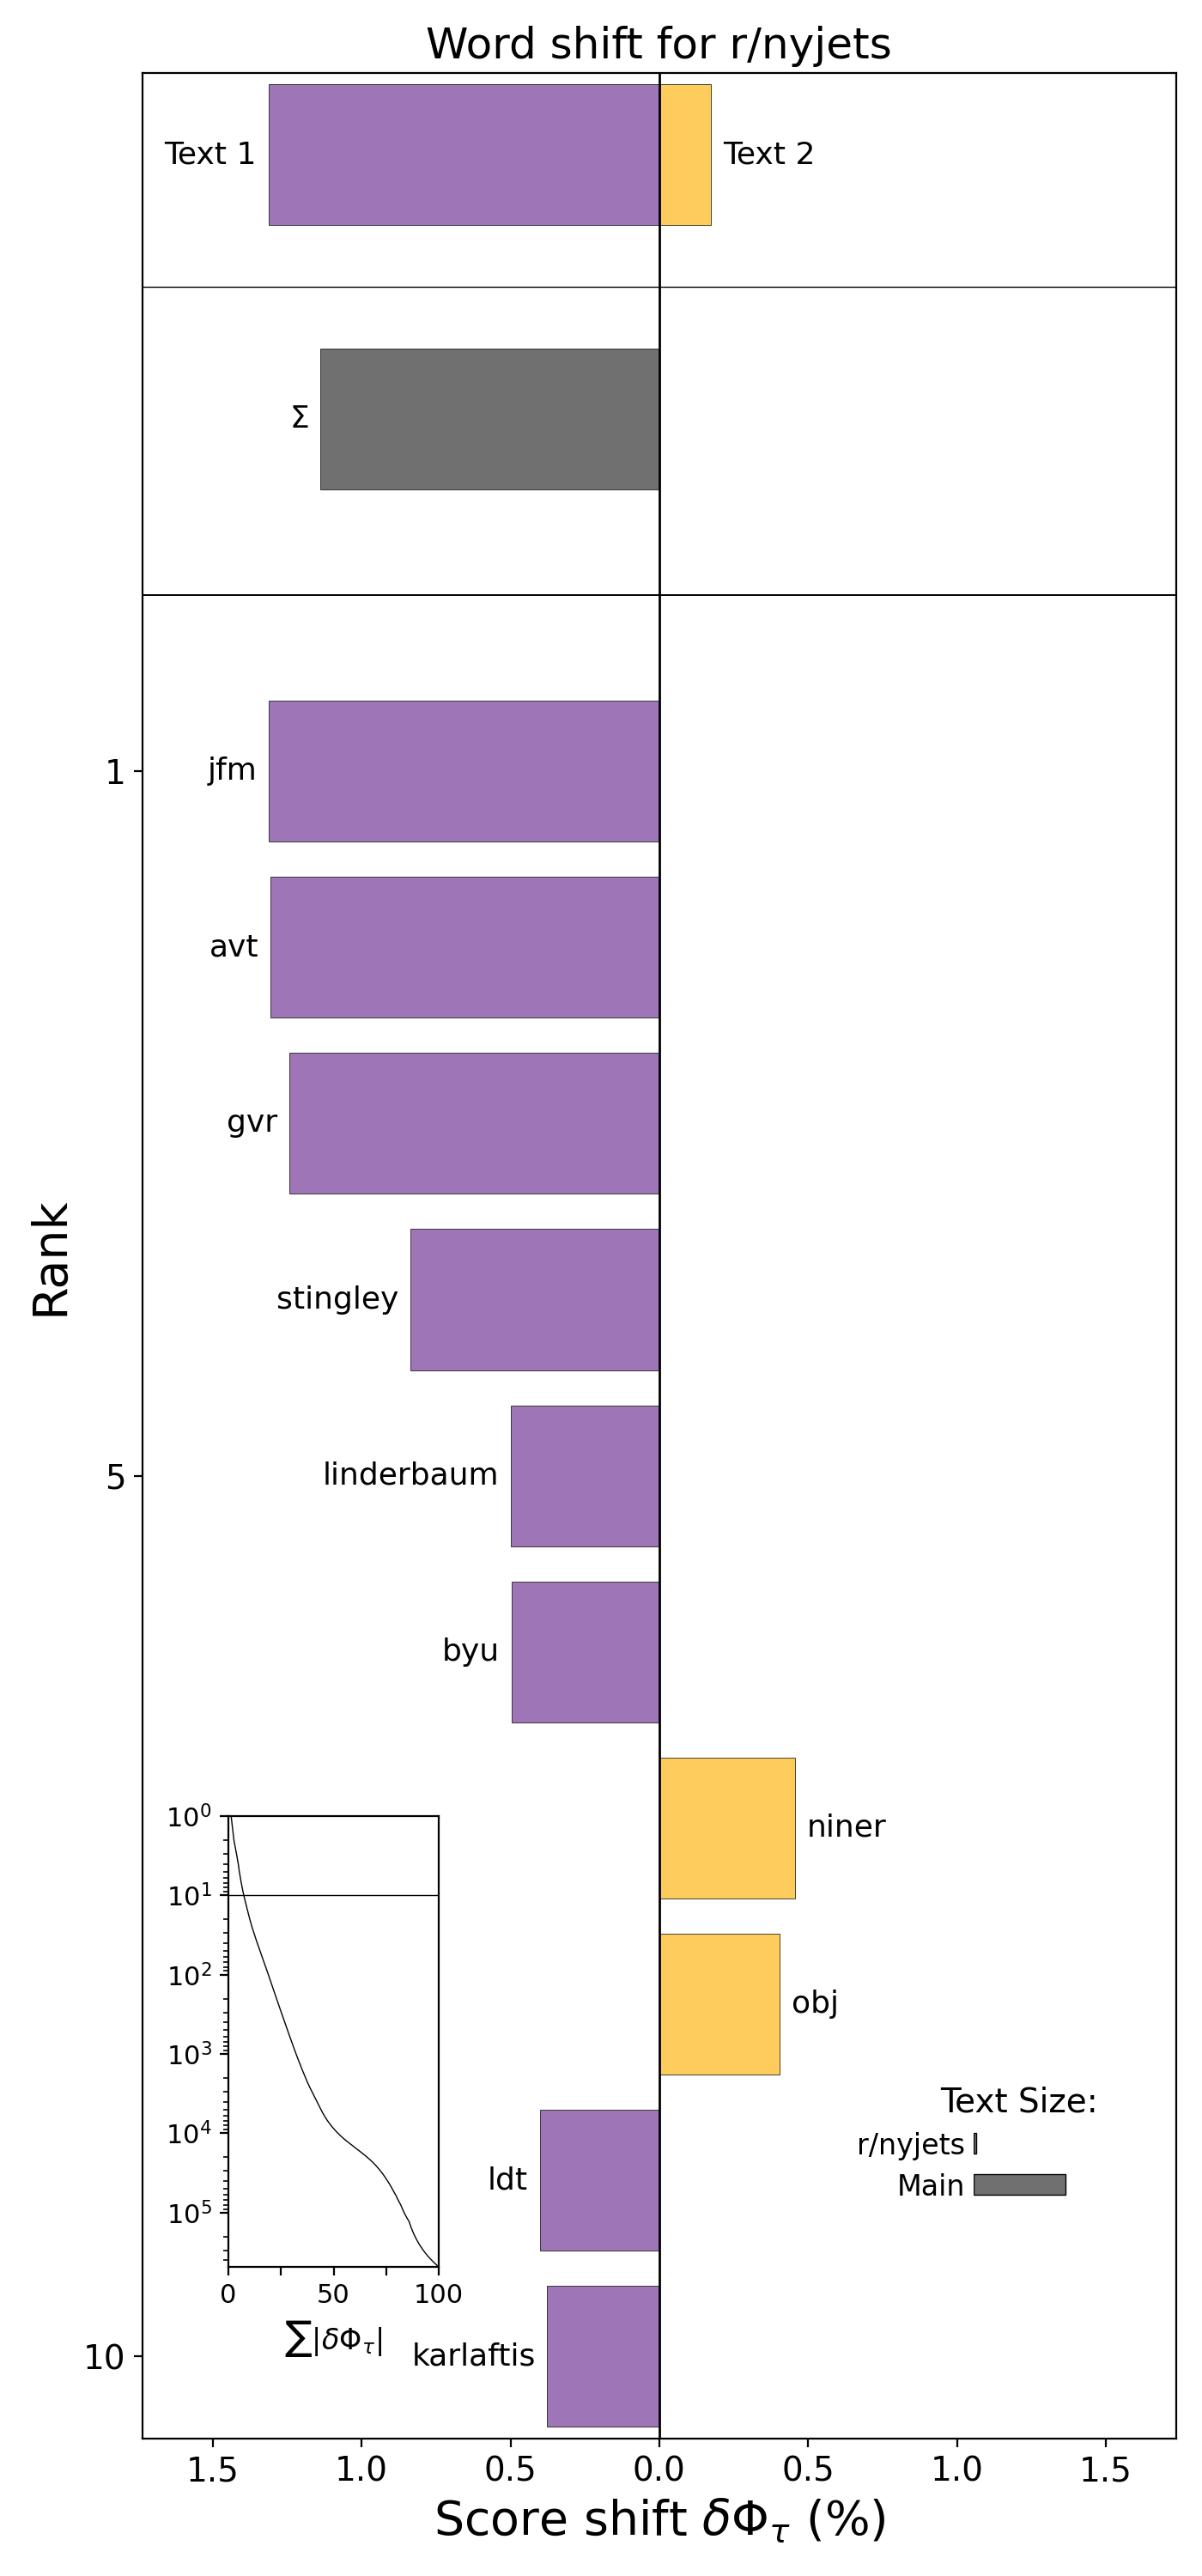 Word shift for r/nyjets
Text 1
Text 2
Σ
1
jfm
avt
gvr
stingley
Rank
5
linderbaum
byu
niner
obj
10⁰
10¹
10²
10³
10⁴
10⁵
0 50 100
∑|δΦτ|
Text Size:
r/nyjets
Main
ldt
10
karlaftis
1.5 1.0 0.5 0.0 0.5 1.0 1.5
Score shift δΦτ (%)